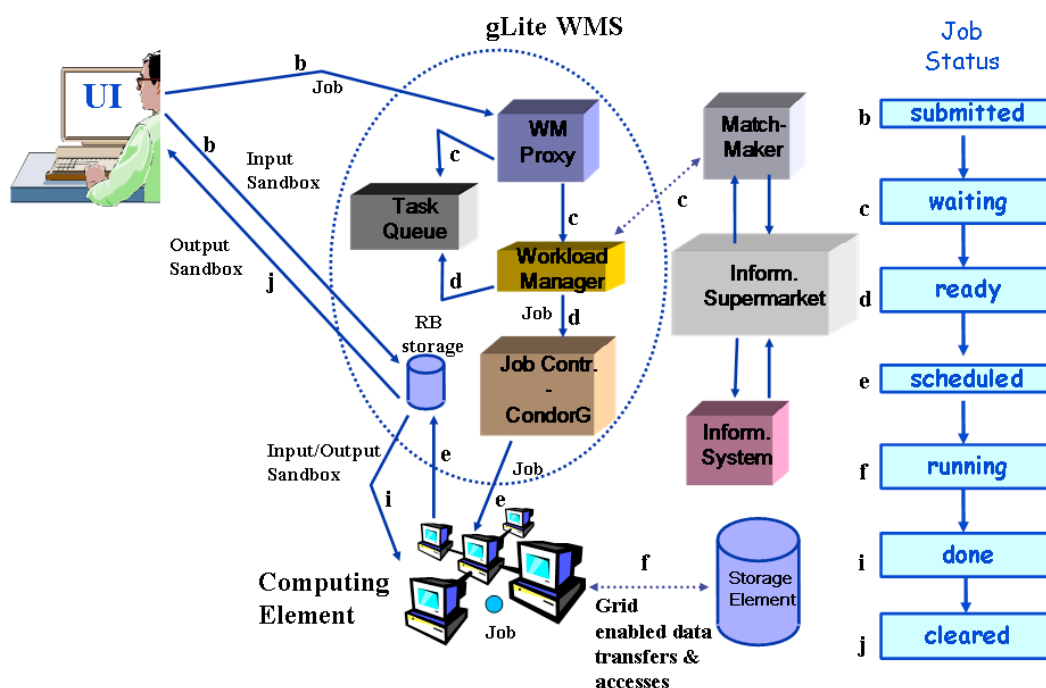 gLite WMS
Job
Status
UI
b
Job
b
Input
Sandbox
Output
Sandbox
j
WM
Proxy
c
Task
Queue
c
Workload
Manager
d
Job
d
RB
storage
Job Contr.
-
CondorG
Match-
Maker
c
Inform.
Supermarket
Inform.
System
Input/Output
Sandbox
i
e
Job
e
Computing
Element
Job
f
Grid
enabled data
transfers &
accesses
Storage
Element
b submitted
c waiting
d ready
e scheduled
f running
i done
j cleared